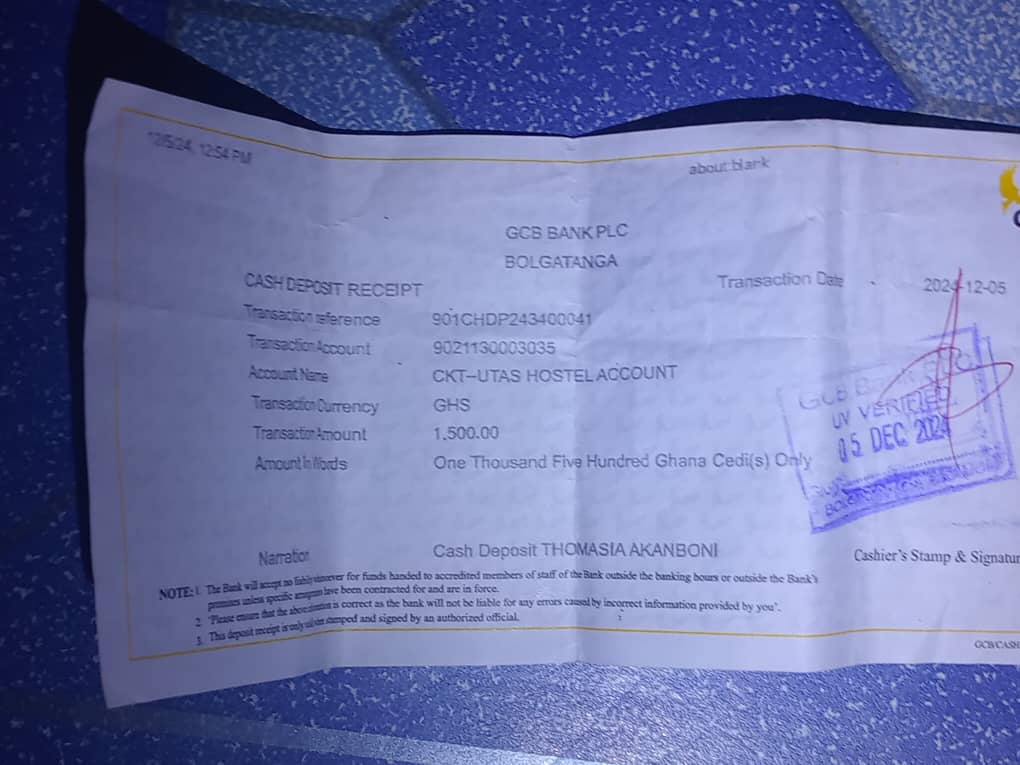 12/5/24, 12:54 PM
about:blank
GCB BANK PLC
BOLGATANGA
CASH DEPOSIT RECEIPT
Transaction Date
2024-12-05
Transaction reference 901CHDP243400041
Transaction Account 9021130003035
Account Name CKT-UTAS HOSTEL ACCOUNT
Transaction Currency GHS
Transaction Amount 1,500.00
Amount In Words One Thousand Five Hundred Ghana Cedi(s) Only
GCB BANK
UV VERIFIED
05 DEC 2024
Narration Cash Deposit THOMASIA AKANBONI
Cashier's Stamp & Signatur
NOTE: 1. The Bank will accept no liability whatsoever for funds handed to accredited members of staff of the Bank outside the banking hours or outside the Bank's
premises unless specific arrangements have been contracted for and are in force.
2. "Please ensure that the above is correct as the bank will not be liable for any errors caused by incorrect information provided by you".
3. This deposit receipt is only valid when stamped and signed by an authorized official.
GCB/CASH